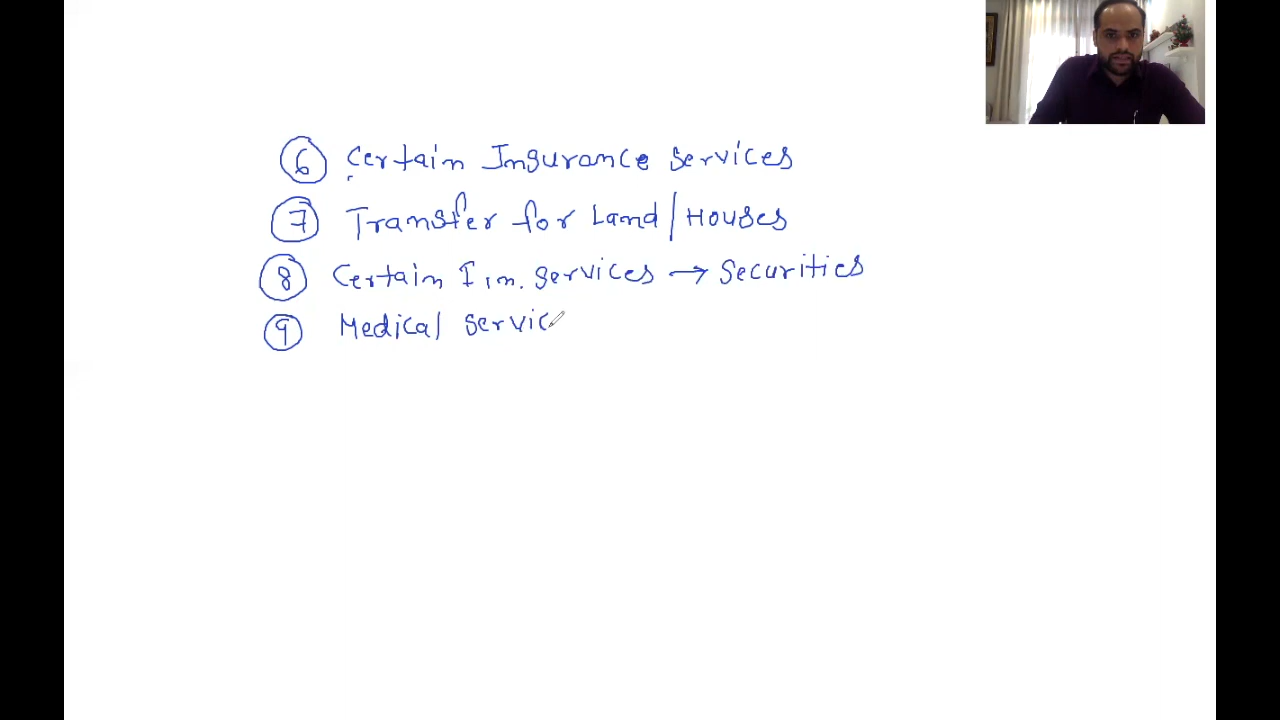 6 Certain Insurance Services
7 Transfer for Land/Houses
8 Certain Fin. Services → Securities
9 Medical Servic